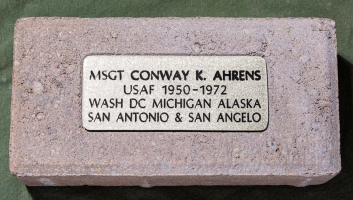 MSGT CONWAY K. AHRENS
USAF 1950-1972
WASH DC MICHIGAN ALASKA
SAN ANTONIO & SAN ANGELO